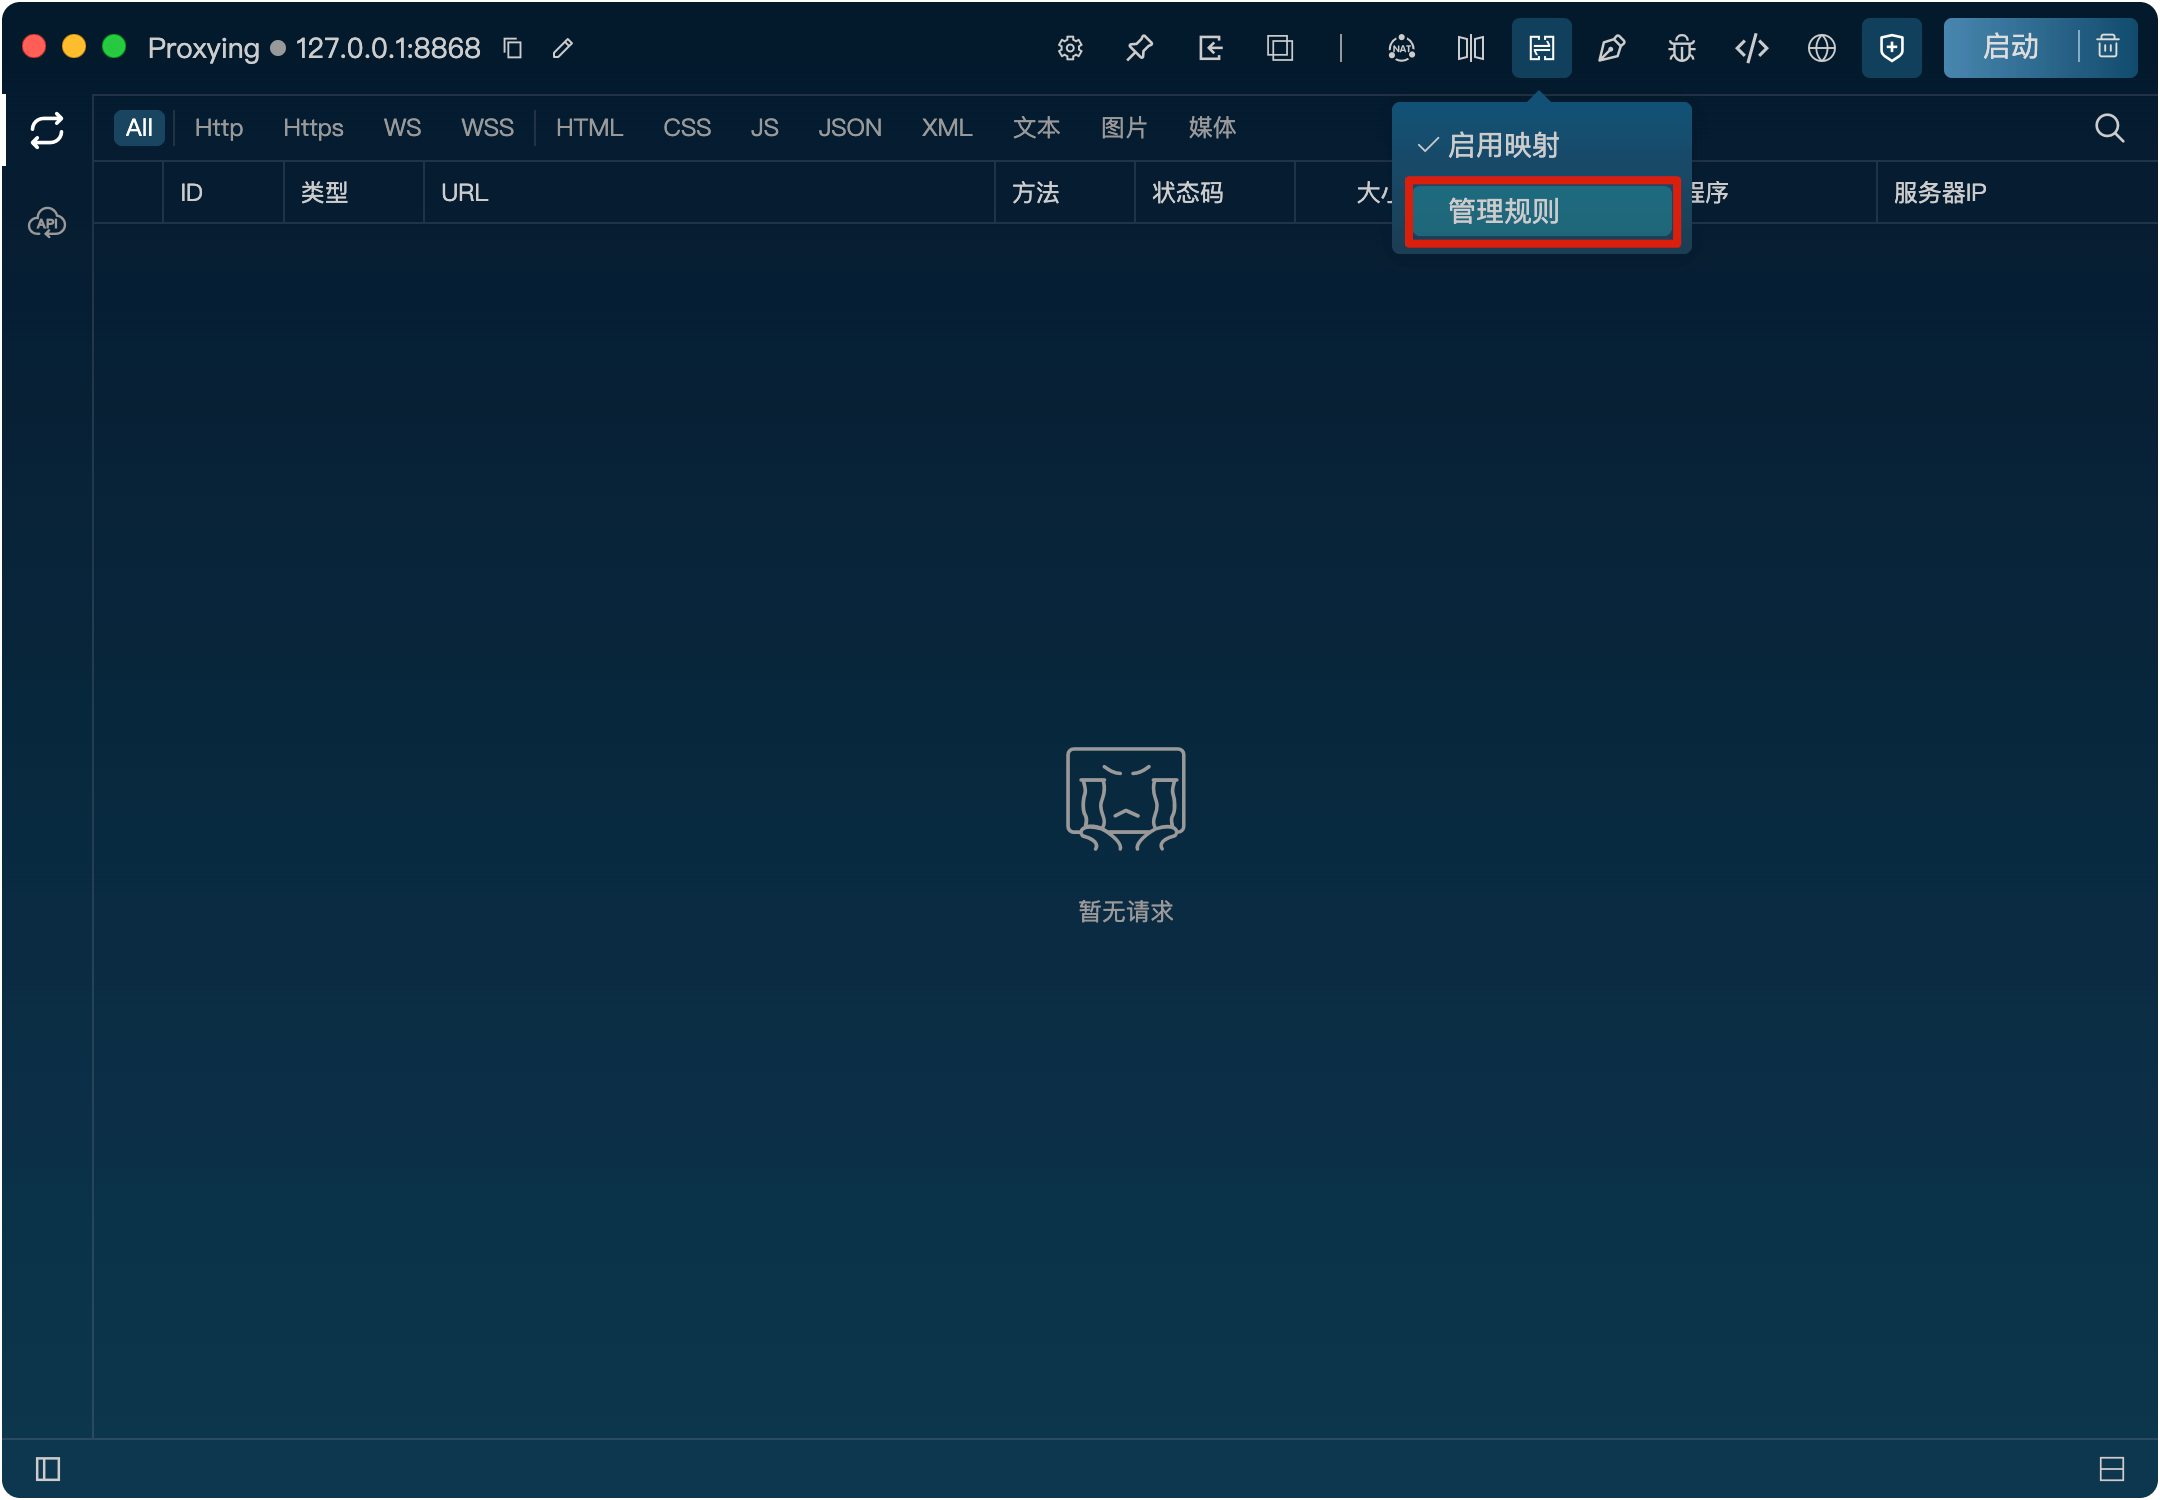 Proxying 127.0.0.1:8868
NAT
启动
All Http Https WS WSS HTML CSS JS JSON XML 文本 图片 媒体
启用映射
ID 类型 URL 方法 状态码 大小 程序 服务器IP
管理规则
API
暂无请求